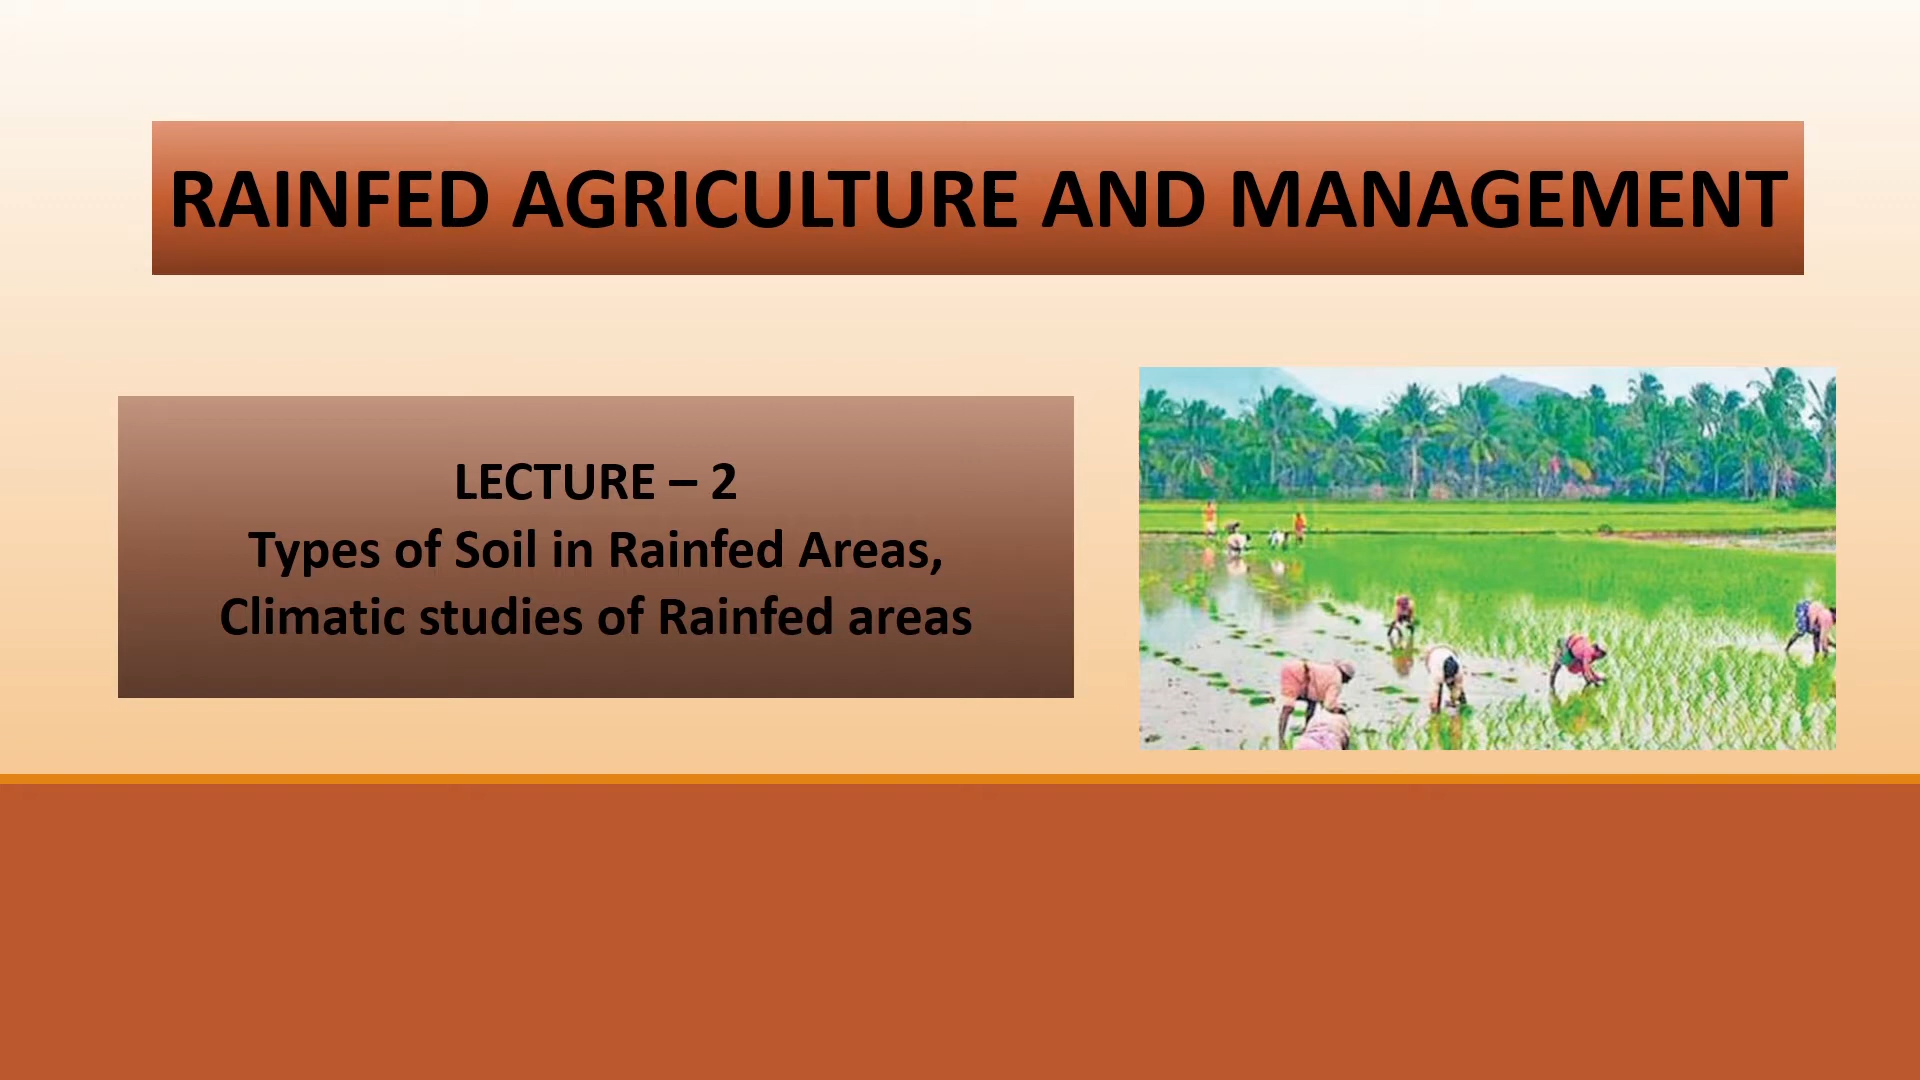 RAINFED AGRICULTURE AND MANAGEMENT
LECTURE – 2
Types of Soil in Rainfed Areas,
Climatic studies of Rainfed areas